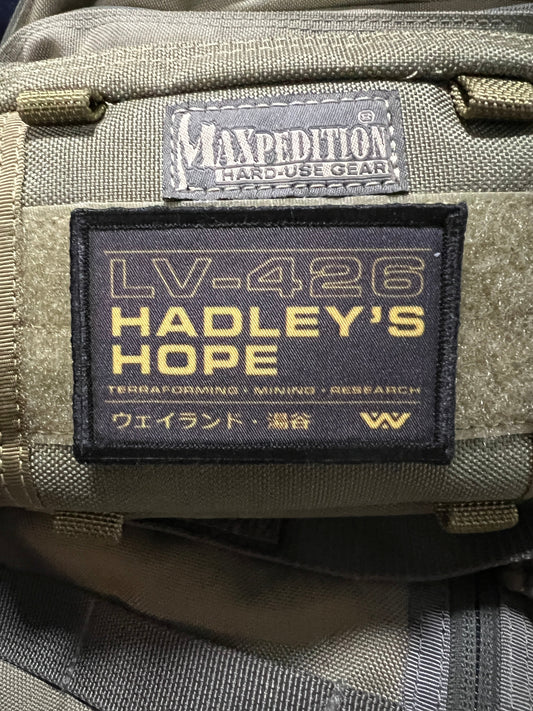 MAXPEDITION®
HARD-USE GEAR
LV-426
HADLEY'S
HOPE
TERRAFORMING • MINING • RESEARCH
ウェイランド・湯谷